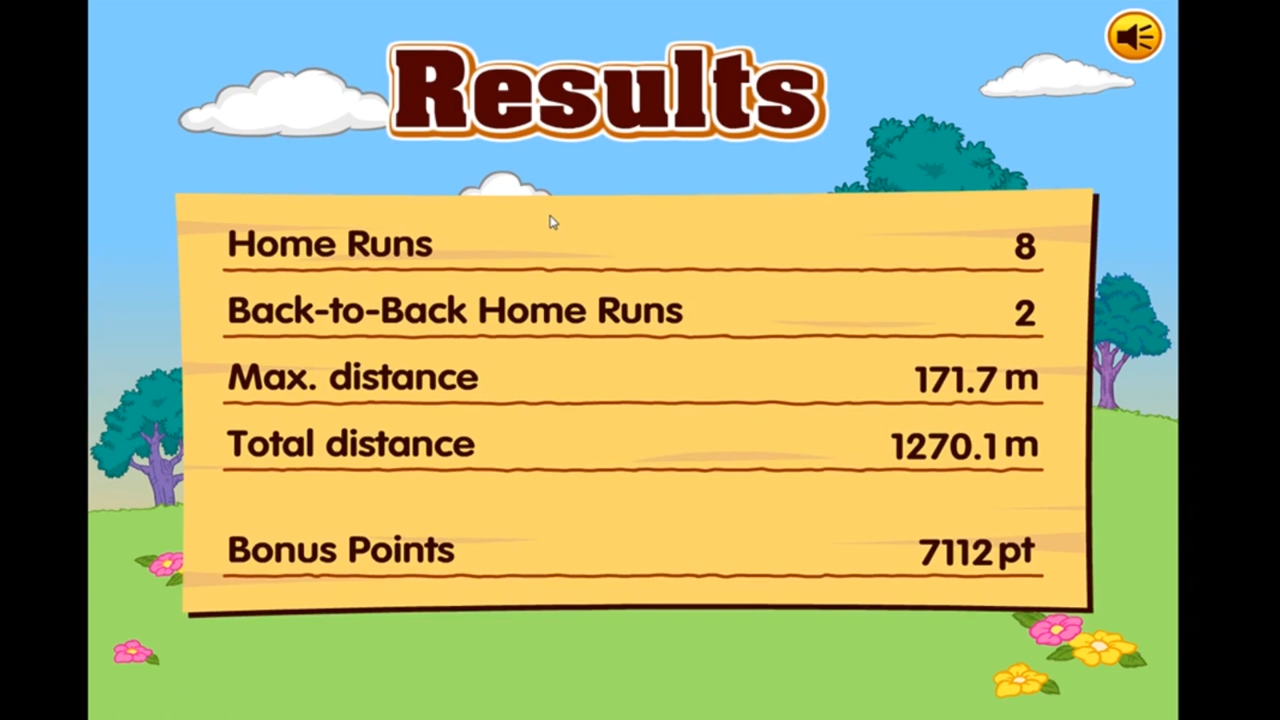 Results
Home Runs 8
Back-to-Back Home Runs 2
Max. distance 171.7 m
Total distance 1270.1 m
Bonus Points 7112 pt